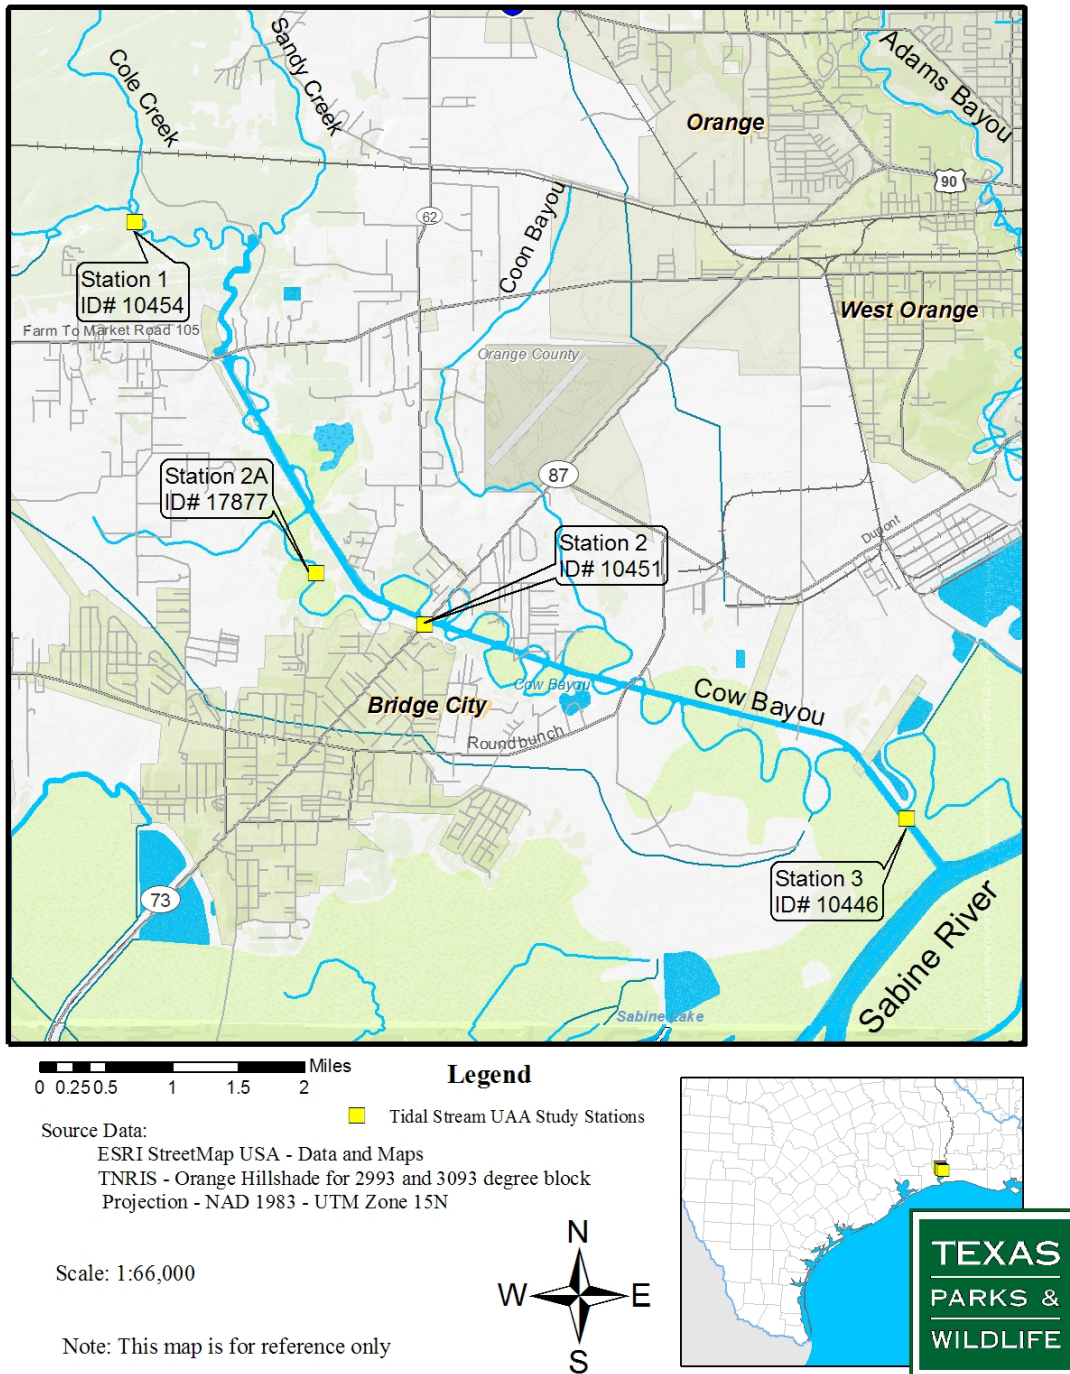 Cole Creek
Sandy Creek
Adams Bayou
Orange
90
62
Coon Bayou
Station 1
ID# 10454
West Orange
Farm To Market Road 105
Orange County
Station 2A
ID# 17877
87
Dupont
Station 2
ID# 10451
Cow Bayou
Cow Bayou
Bridge City
Roundbunch
Station 3
ID# 10446
73
Sabine River
Sabine Lake
Miles
0 0.25 0.5 1 1.5 2
Legend
Tidal Stream UAA Study Stations
Source Data:
ESRI StreetMap USA - Data and Maps
TNRIS - Orange Hillshade for 2993 and 3093 degree block
Projection - NAD 1983 - UTM Zone 15N
Scale: 1:66,000
Note: This map is for reference only
N
W E
S
TEXAS
PARKS &
WILDLIFE